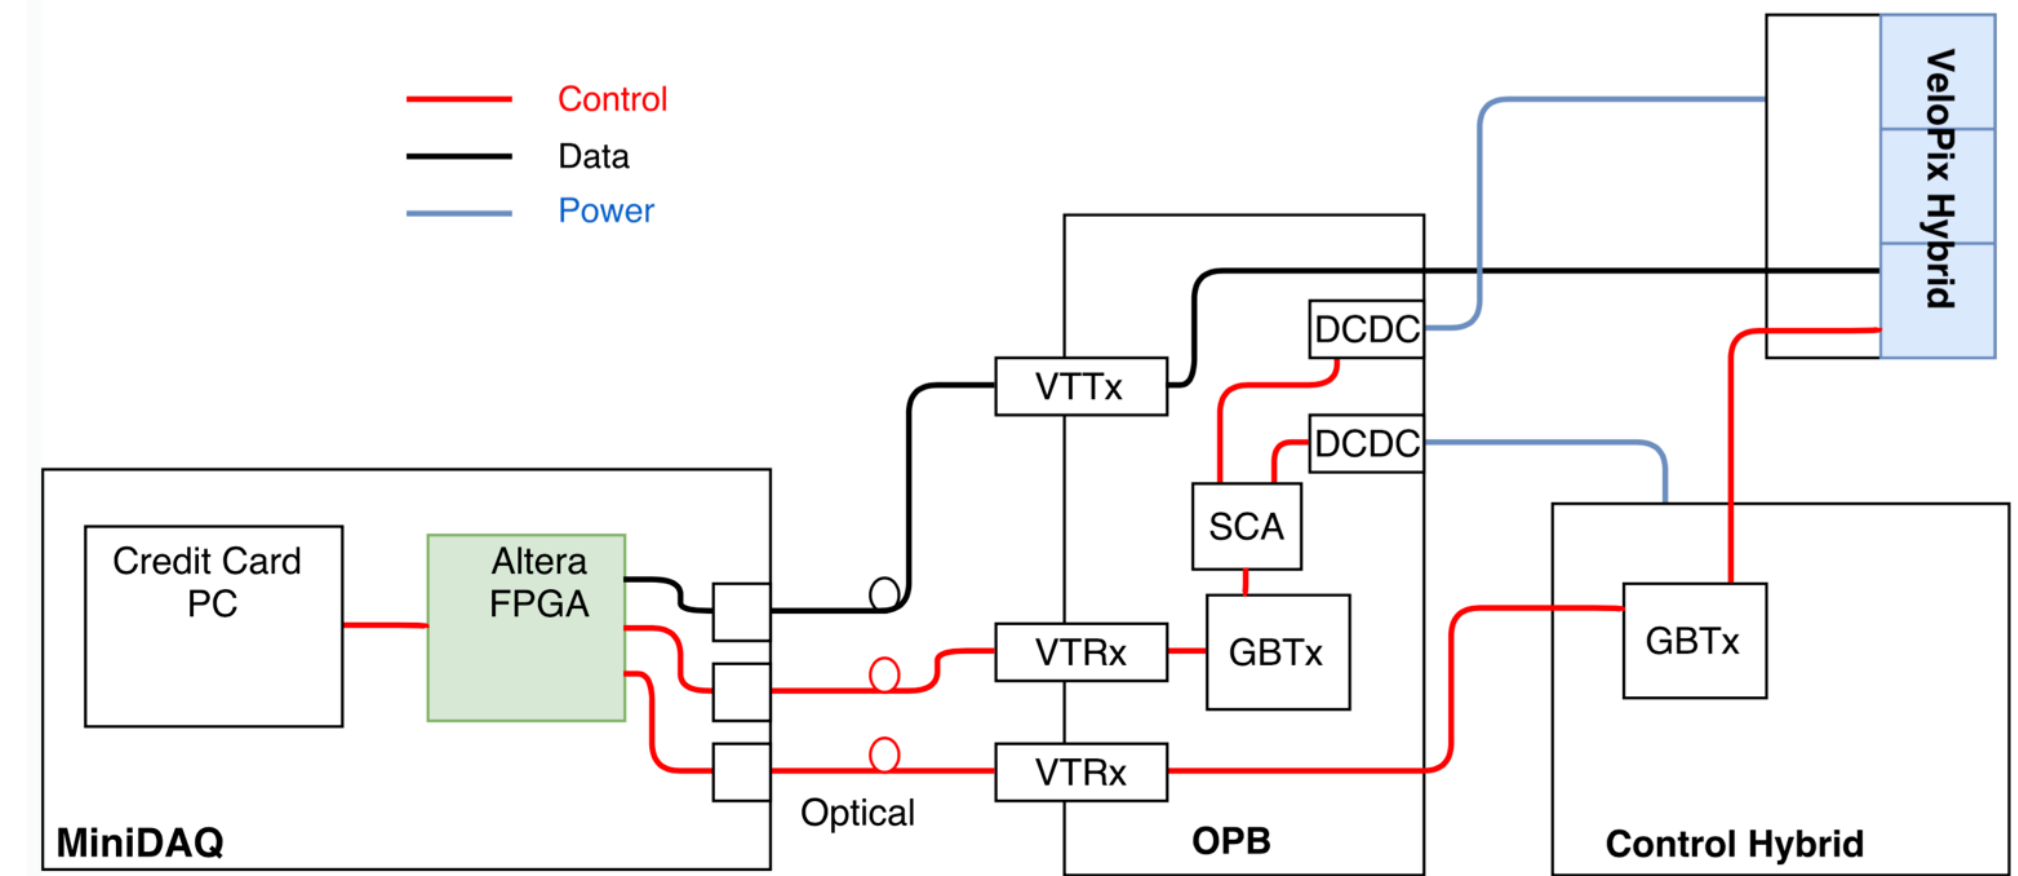 Control
Data
Power
VeloPix Hybrid
DCDC
VTTx
DCDC
SCA
Credit Card
PC
Altera
FPGA
VTRx
GBTx
GBTx
VTRx
Optical
MiniDAQ
OPB
Control Hybrid